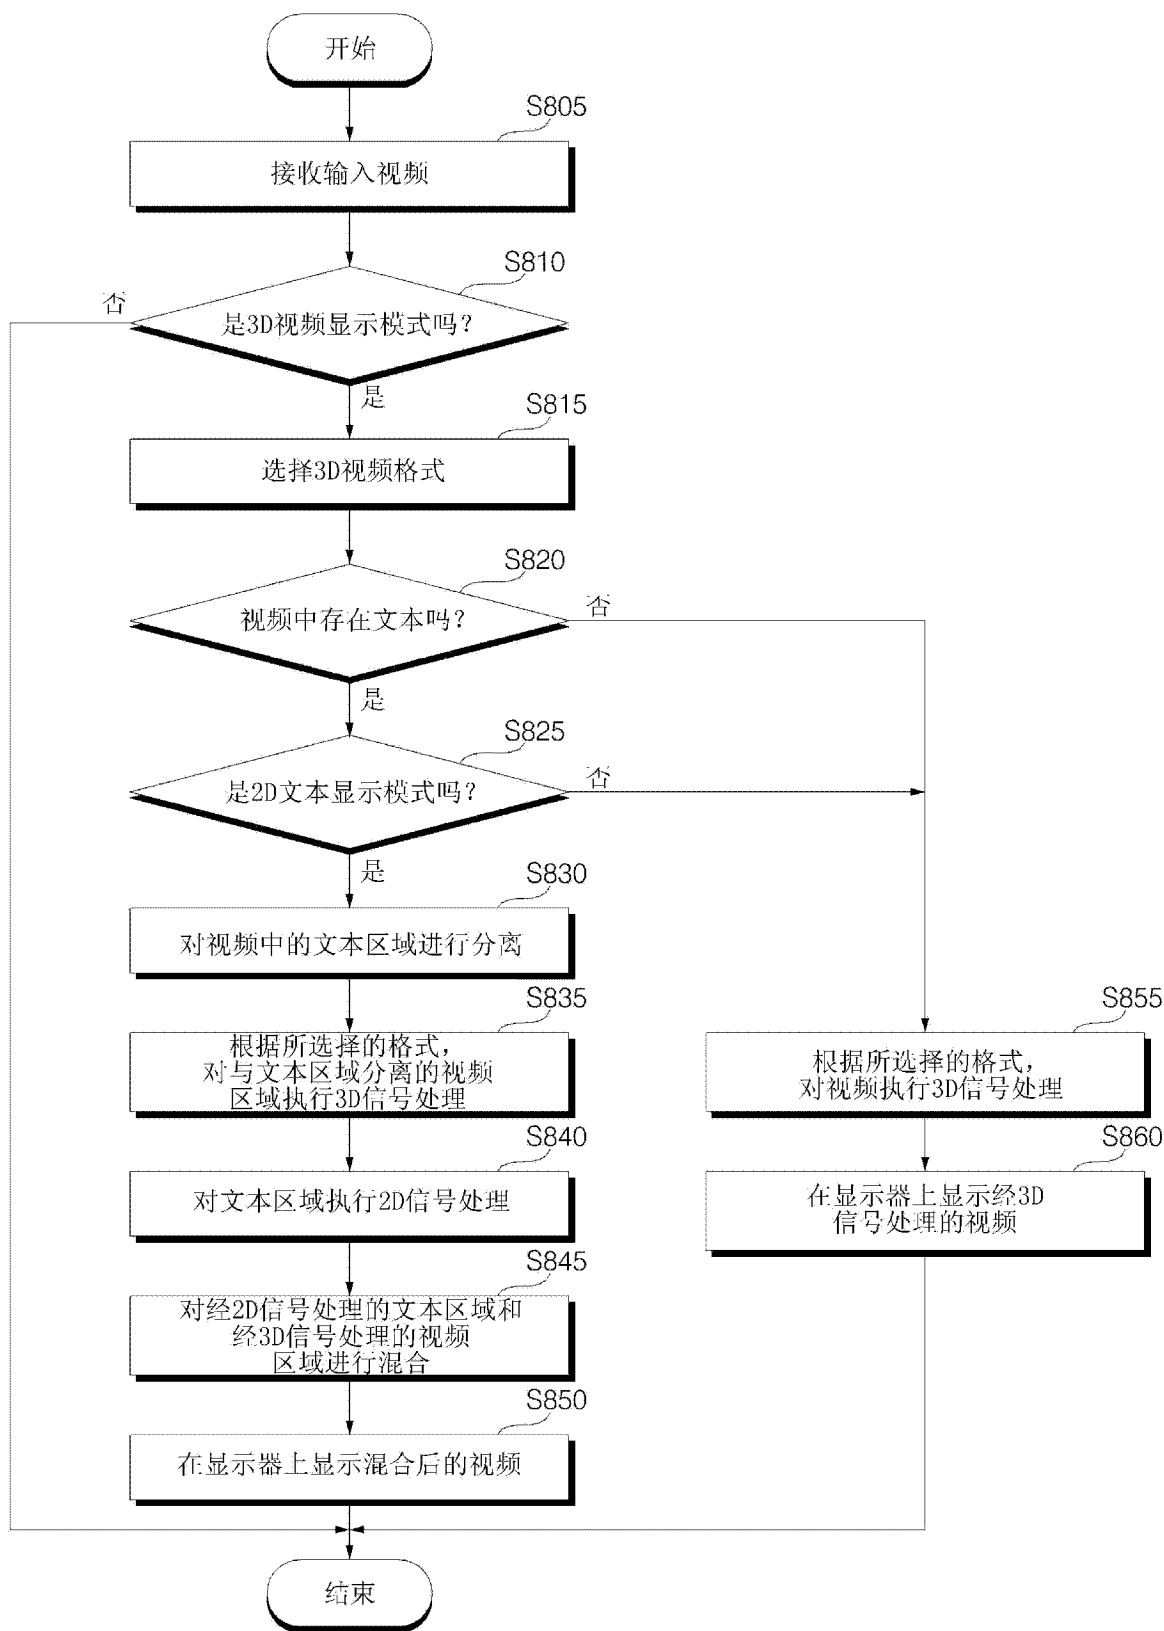 开始
S805
接收输入视频
S810
否
是3D视频显示模式吗?
是
S815
选择3D视频格式
S820
视频中存在文本吗?
否
是
S825
是2D文本显示模式吗?
否
是
S830
对视频中的文本区域进行分离
S835
根据所选择的格式,
对与文本区域分离的视频
区域执行3D信号处理
S855
根据所选择的格式,
对视频执行3D信号处理
S840
对文本区域执行2D信号处理
S860
在显示器上显示经3D
信号处理的视频
S845
对经2D信号处理的文本区域和
经3D信号处理的视频
区域进行混合
S850
在显示器上显示混合后的视频
结束